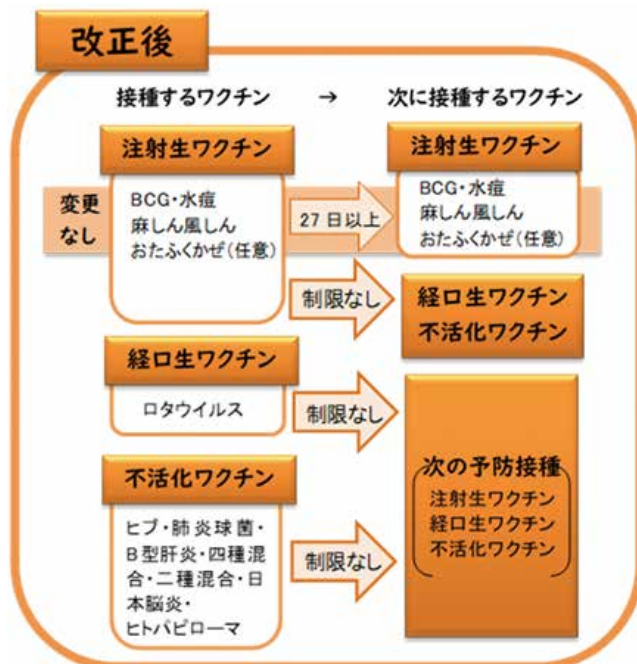 改正後
接種するワクチン → 次に接種するワクチン
注射生ワクチン
BCG・水痘
麻しん風しん
おたふくかぜ(任意)
変更
なし
27日以上
注射生ワクチン
BCG・水痘
麻しん風しん
おたふくかぜ(任意)
制限なし
経口生ワクチン
不活化ワクチン
経口生ワクチン
ロタウイルス
制限なし
不活化ワクチン
ヒブ・肺炎球菌・
B型肝炎・四種混
合・二種混合・日
本脳炎・
ヒトパピローマ
制限なし
次の予防接種
注射生ワクチン
経口生ワクチン
不活化ワクチン